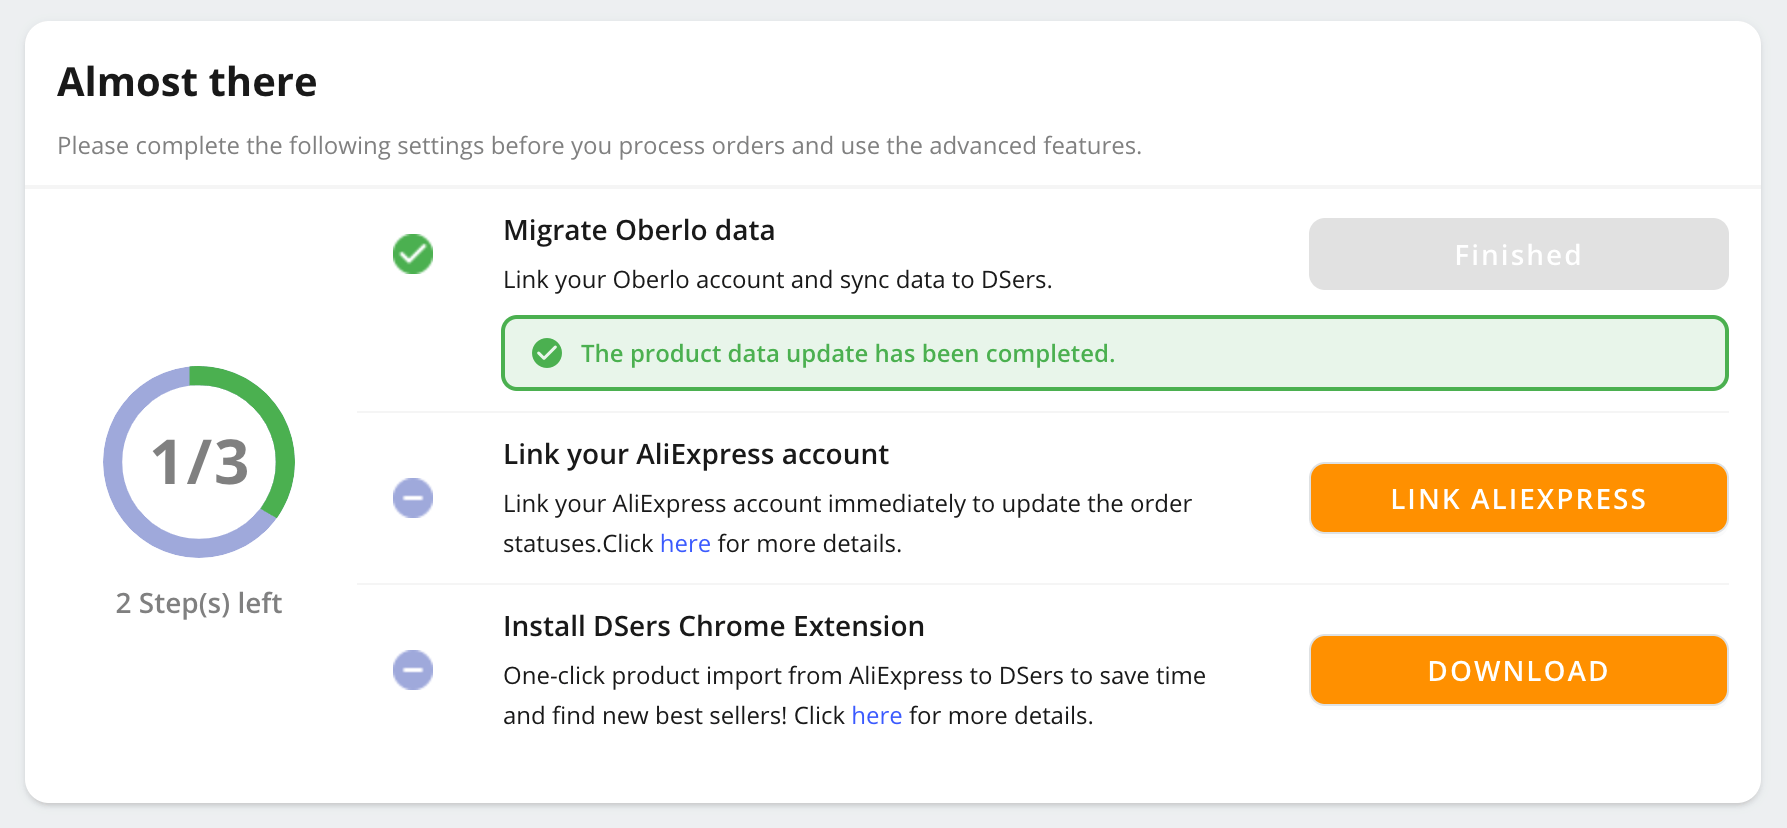 Almost there
Please complete the following settings before you process orders and use the advanced features.
Migrate Oberlo data
Link your Oberlo account and sync data to DSers.
Finished
The product data update has been completed.
1/3
2 Step(s) left
Link your AliExpress account
Link your AliExpress account immediately to update the order
statuses.Click here for more details.
LINK ALIEXPRESS
Install DSers Chrome Extension
One-click product import from AliExpress to DSers to save time
and find new best sellers! Click here for more details.
DOWNLOAD